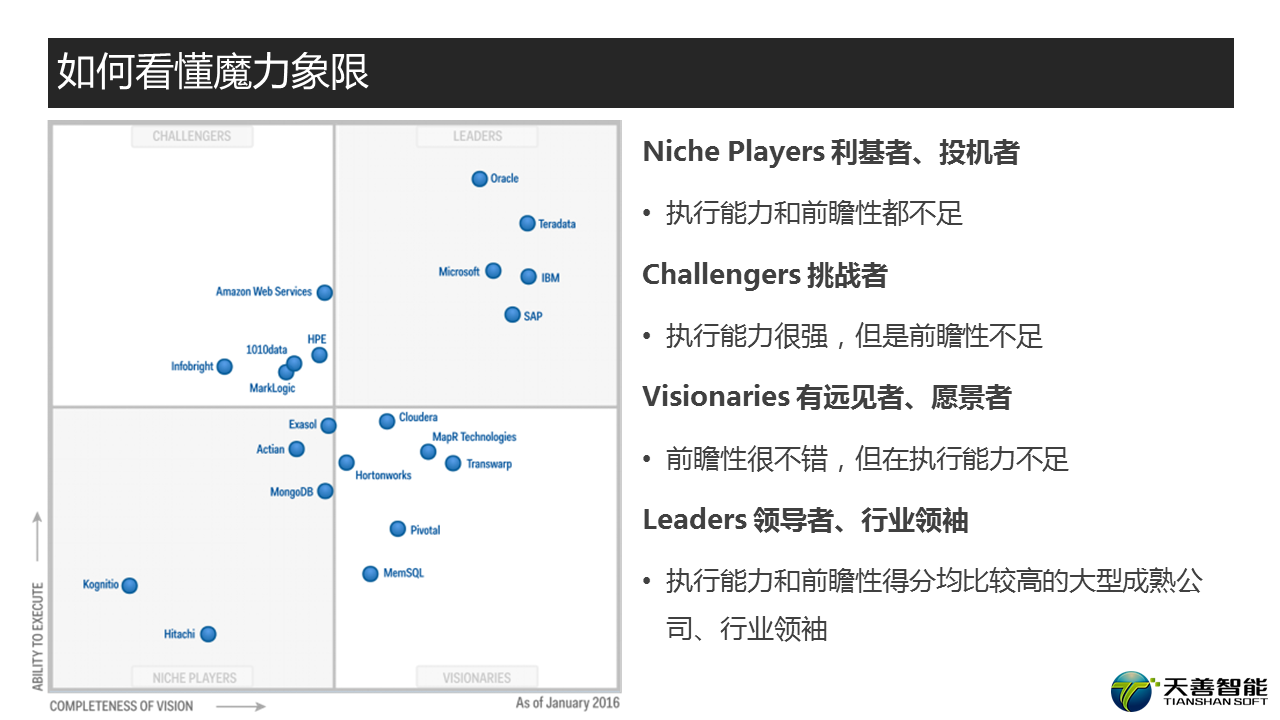 如何看懂魔力象限
CHALLENGERS
LEADERS
Oracle
Teradata
Microsoft
IBM
Amazon Web Services
SAP
HPE
1010data
Infobright
MarkLogic
Exasol
Cloudera
MapR Technologies
Actian
Transwarp
Hortonworks
MongoDB
Pivotal
MemSQL
Kognitio
Hitachi
NICHE PLAYERS
VISIONARIES
ABILITY TO EXECUTE
COMPLETENESS OF VISION
As of January 2016
Niche Players 利基者、投机者
• 执行能力和前瞻性都不足
Challengers 挑战者
• 执行能力很强，但是前瞻性不足
Visionaries 有远见者、愿景者
• 前瞻性很不错，但在执行能力不足
Leaders 领导者、行业领袖
• 执行能力和前瞻性得分均比较高的大型成熟公
司、行业领袖
天善智能
TIANSHAN SOFT